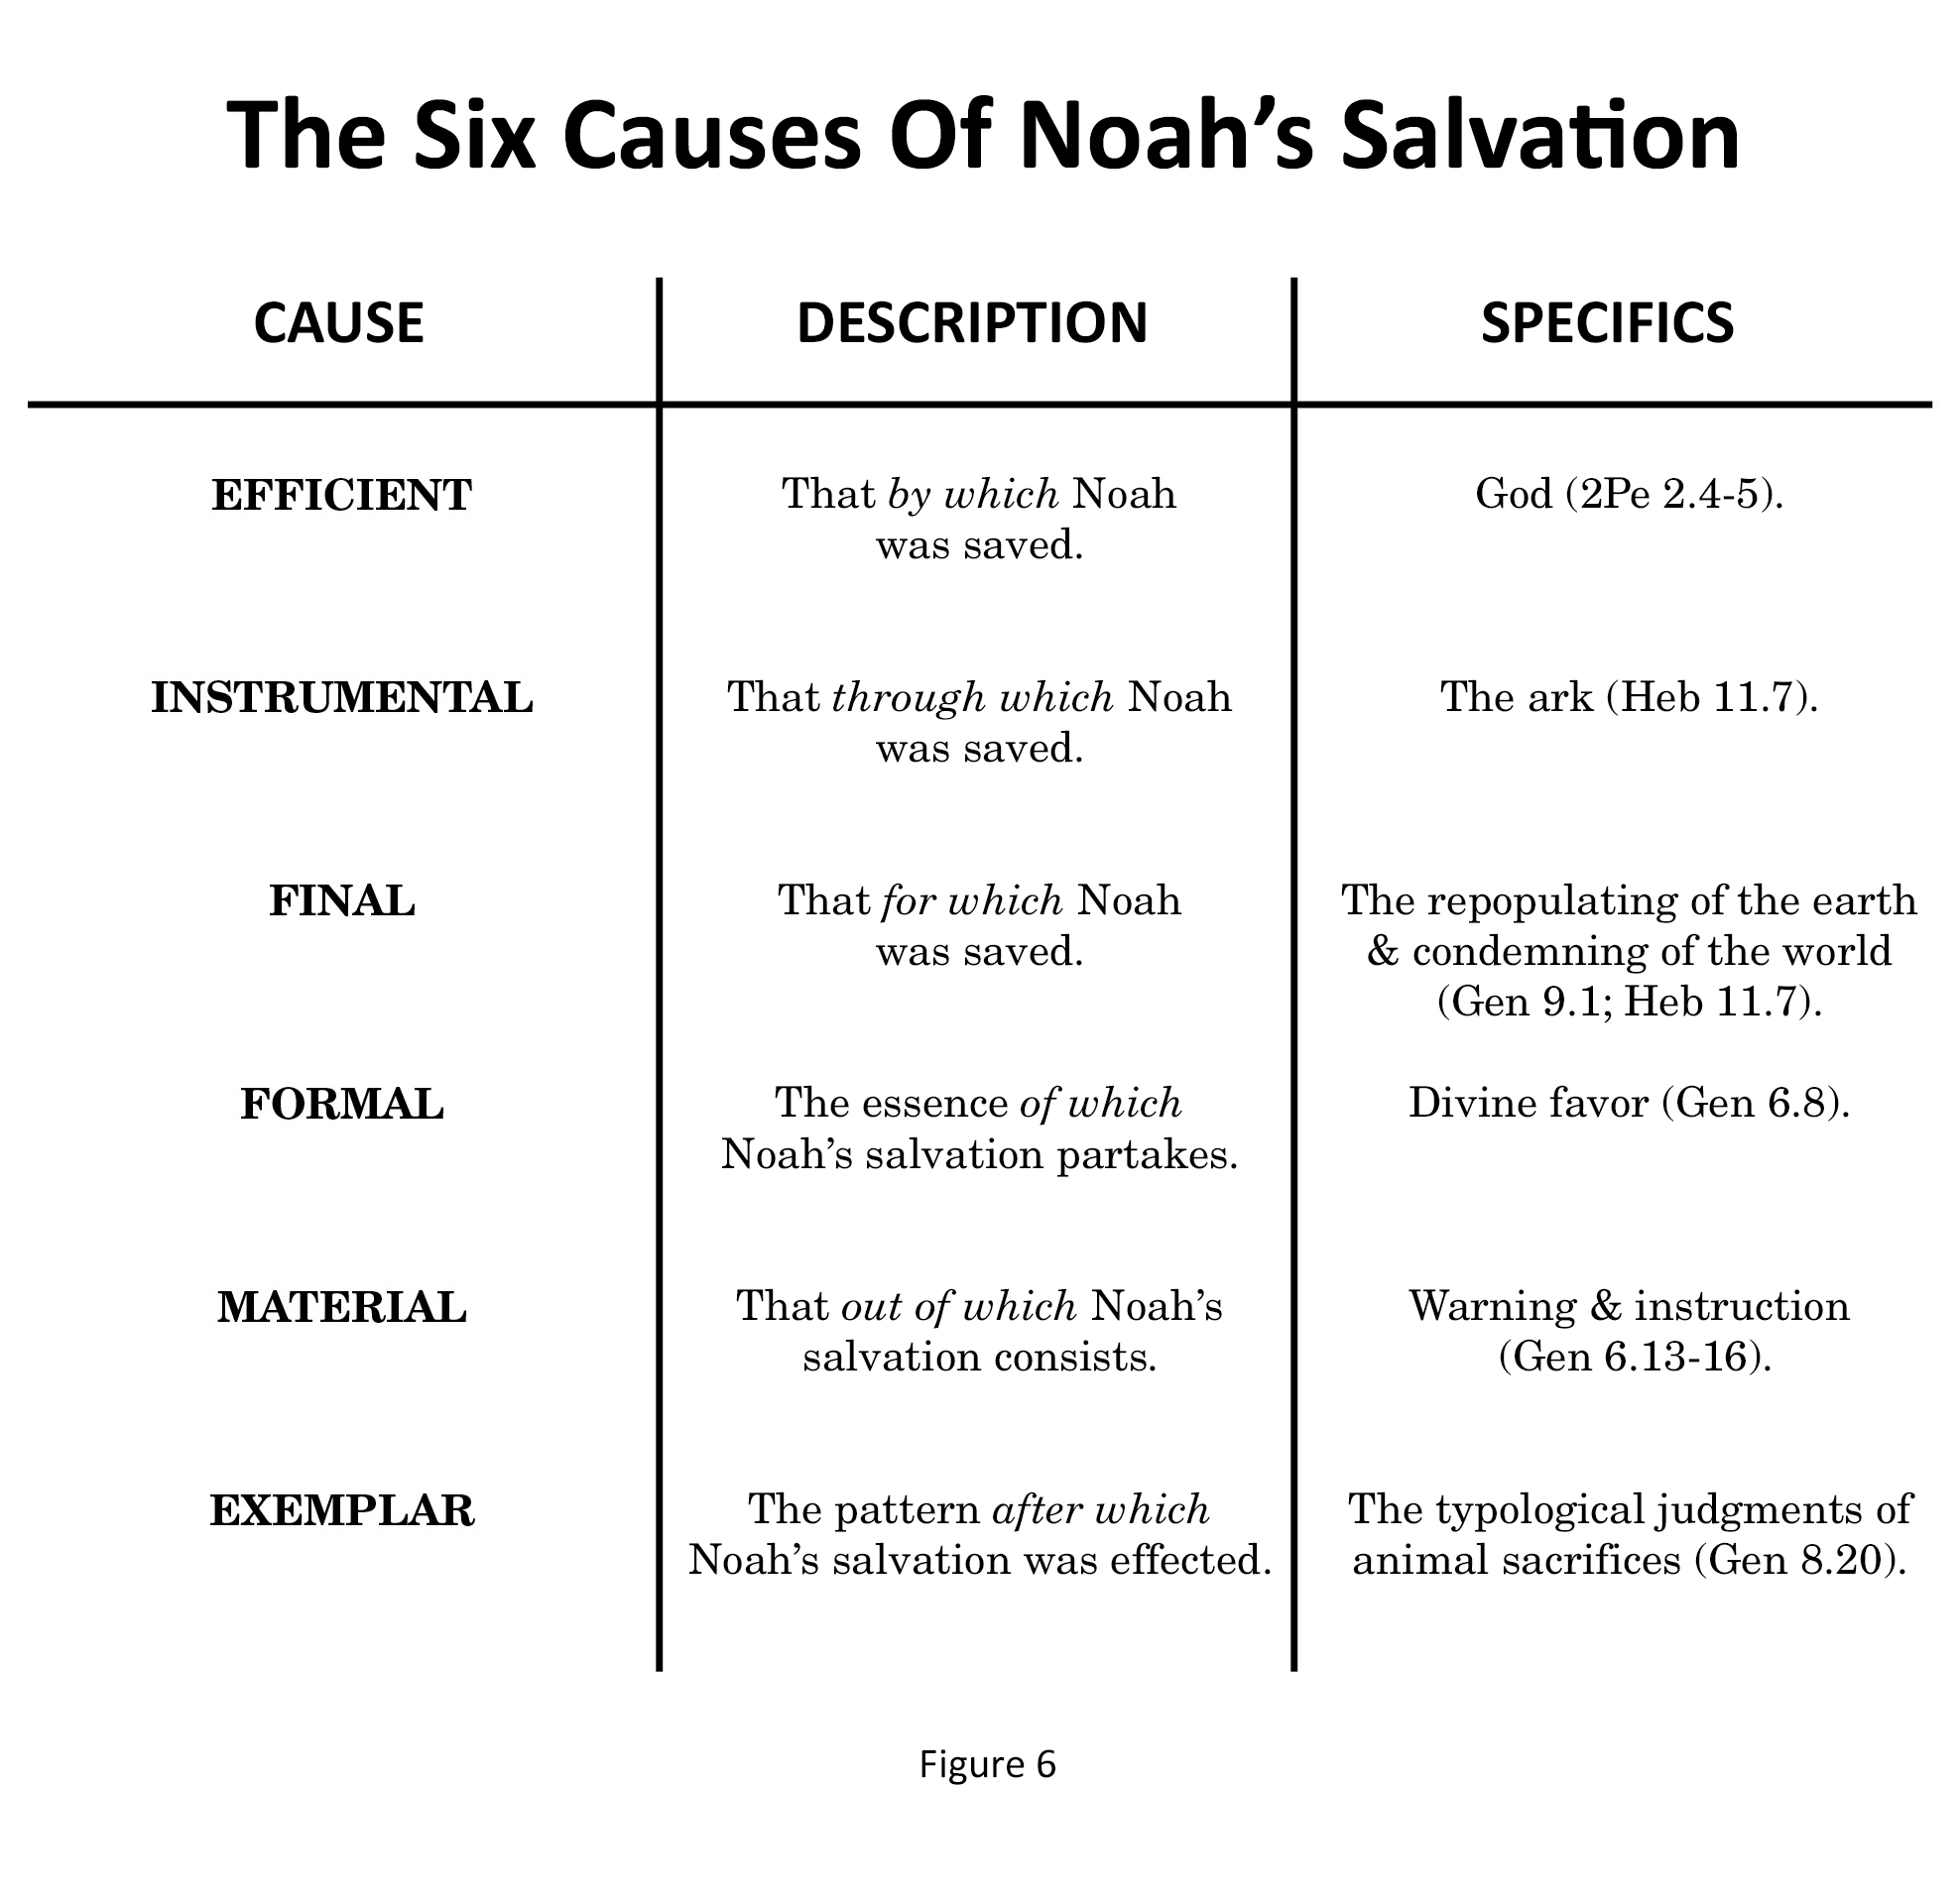 The Six Causes Of Noah’s Salvation
CAUSE DESCRIPTION SPECIFICS
EFFICIENT That by which Noah God (2Pe 2.4-5).
was saved.
INSTRUMENTAL That through which Noah The ark (Heb 11.7).
was saved.
FINAL That for which Noah The repopulating of the earth
was saved. & condemning of the world
(Gen 9.1; Heb 11.7).
FORMAL The essence of which Divine favor (Gen 6.8).
Noah’s salvation partakes.
MATERIAL That out of which Noah’s Warning & instruction
salvation consists. (Gen 6.13-16).
EXEMPLAR The pattern after which The typological judgments of
Noah’s salvation was effected. animal sacrifices (Gen 8.20).
Figure 6